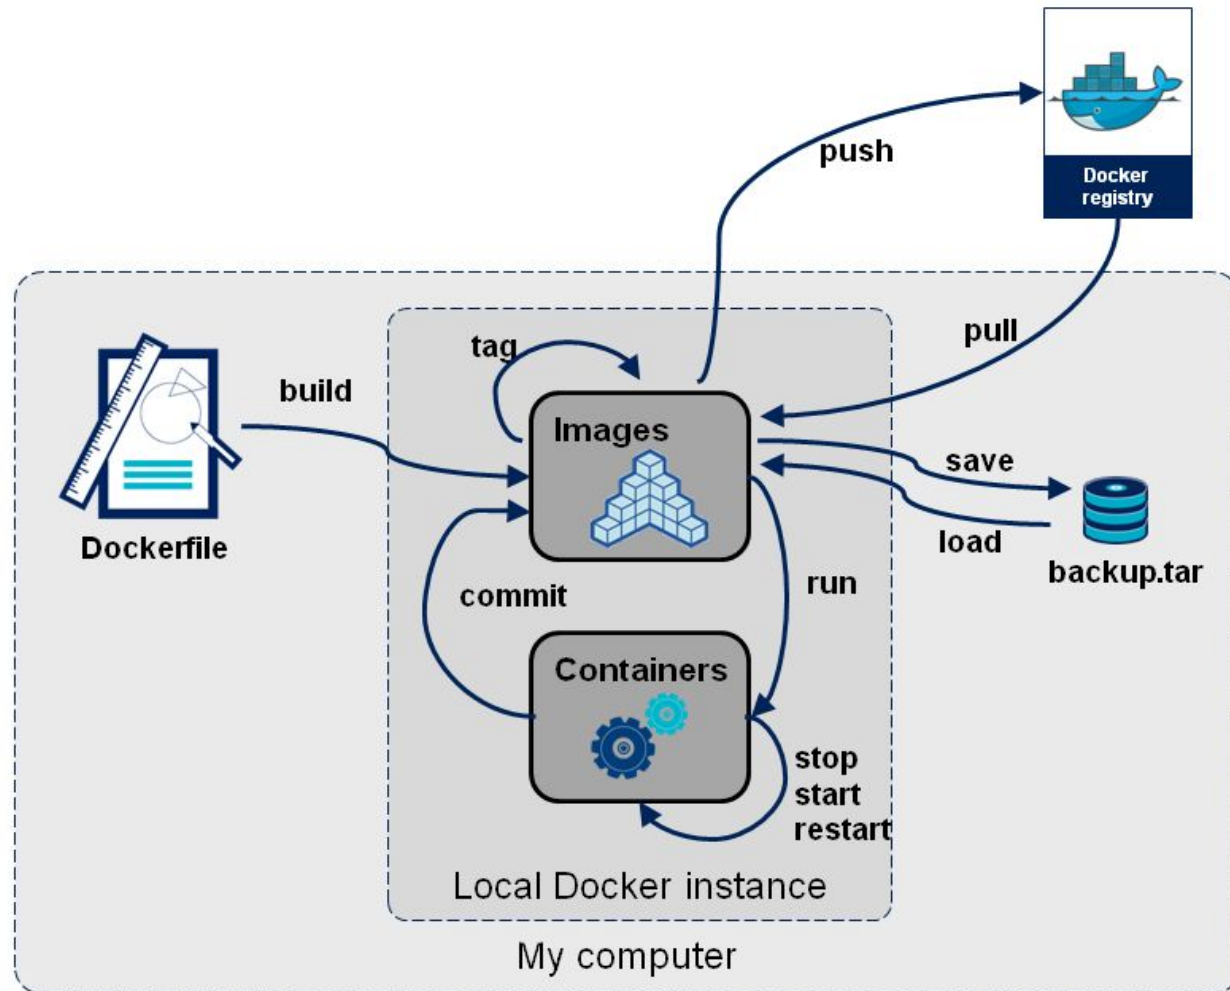 push
Docker
registry
pull
tag
build
Images
save
Dockerfile
load
backup.tar
commit
run
Containers
stop
start
restart
Local Docker instance
My computer